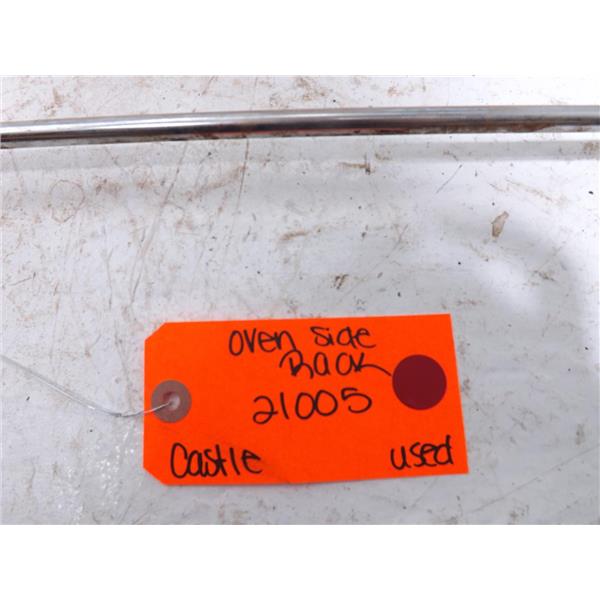 oven side
Rack
21005
Castle
used